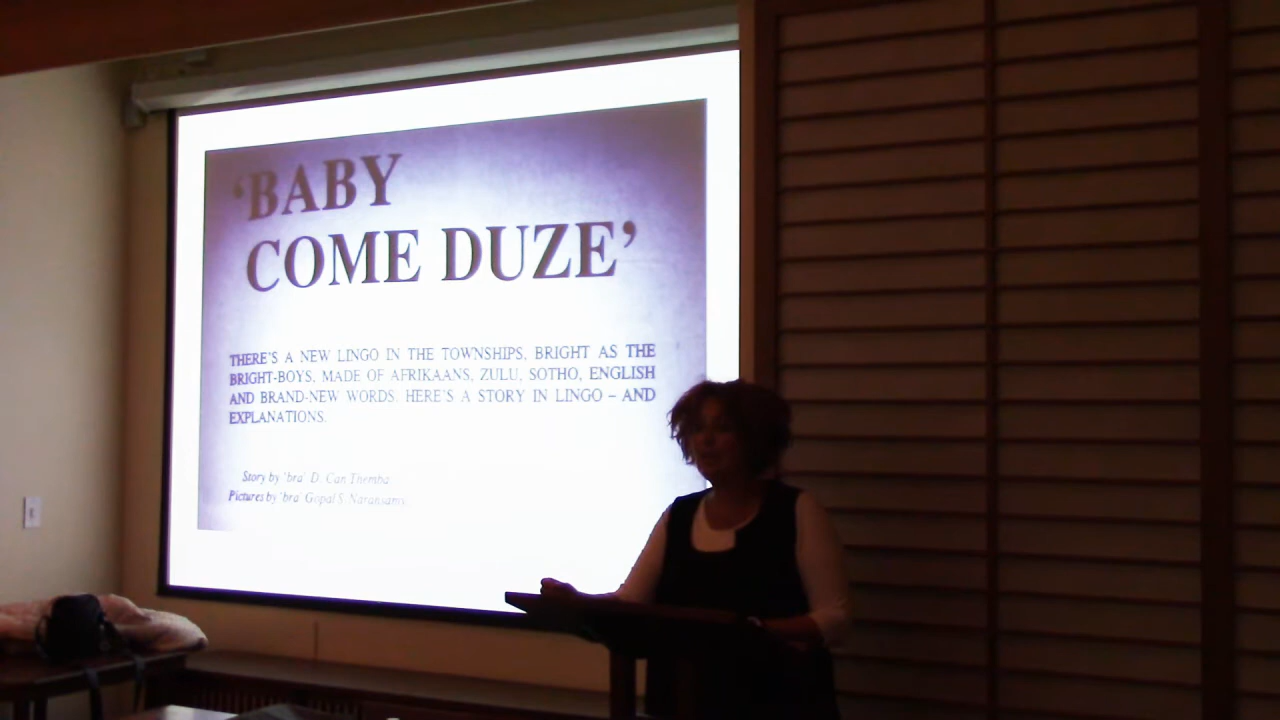 ‘BABY
COME DUZE’
THERE'S A NEW LINGO IN THE TOWNSHIPS, BRIGHT AS THE
BRIGHT-BOYS, MADE OF AFRIKAANS, ZULU, SOTHO, ENGLISH
AND BRAND-NEW WORDS. HERE'S A STORY IN LINGO – AND
EXPLANATIONS.
Story by 'bra' D. Can Themba
Pictures by 'bra' Gopal S. Naransamy